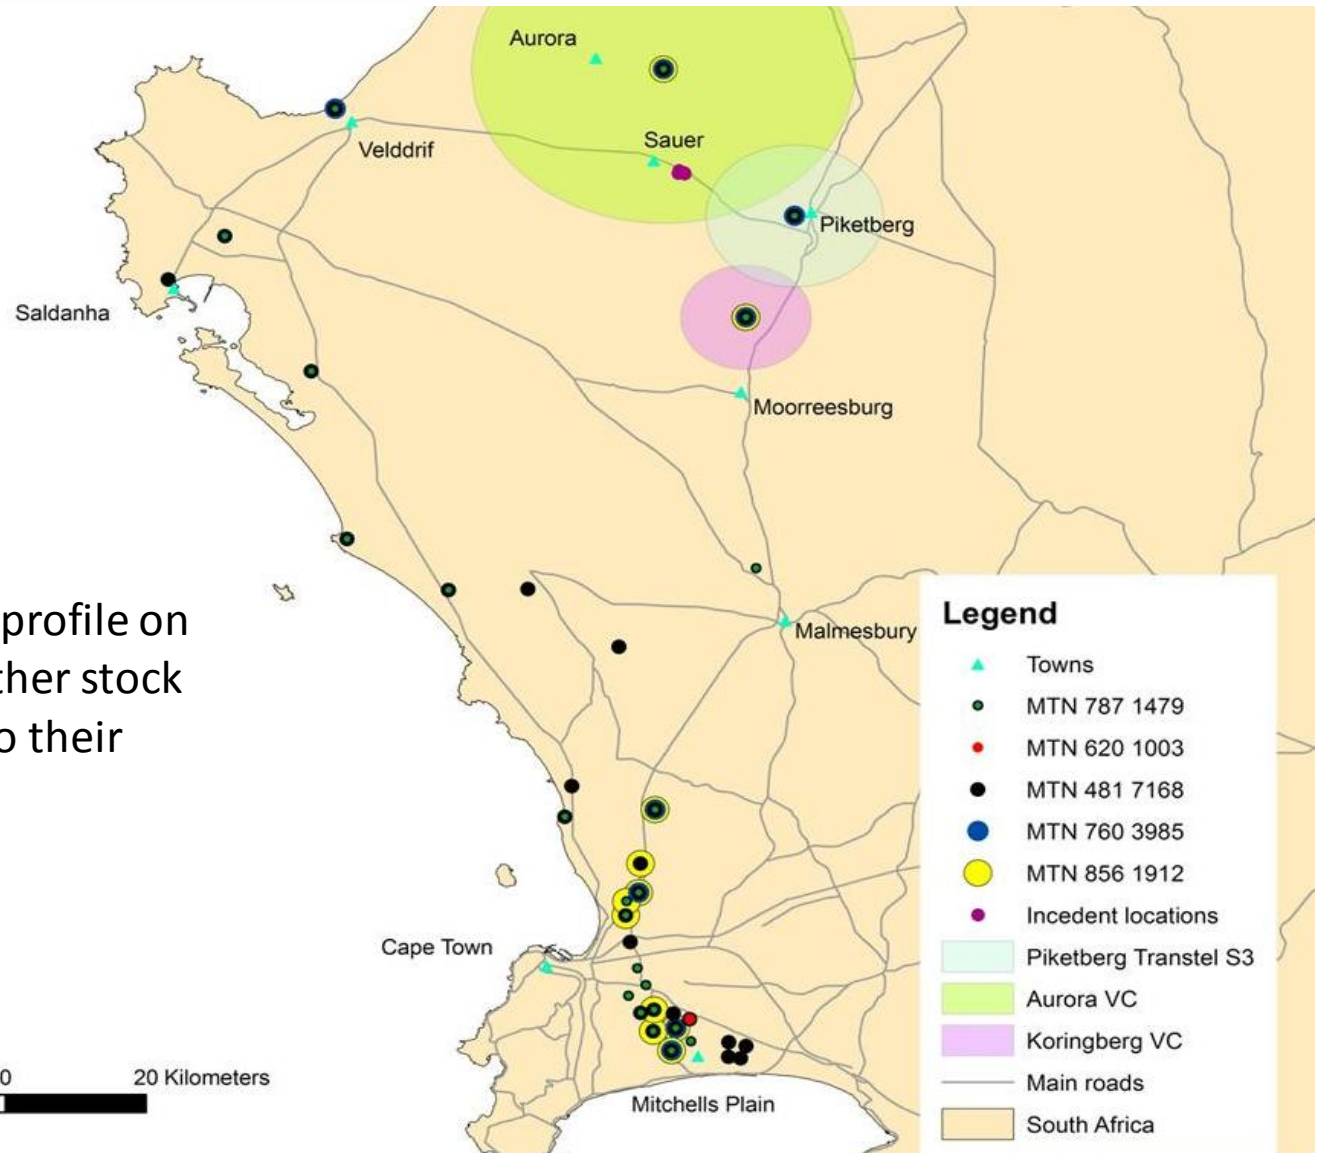 Aurora
Sauer
Velddrif
Piketberg
Saldanha
Moorreesburg
profile on
ther stock
o their
Malmesbury
Cape Town
0 20 Kilometers
Mitchells Plain
Legend
Towns
MTN 787 1479
MTN 620 1003
MTN 481 7168
MTN 760 3985
MTN 856 1912
Incedent locations
Piketberg Transtel S3
Aurora VC
Koringberg VC
Main roads
South Africa